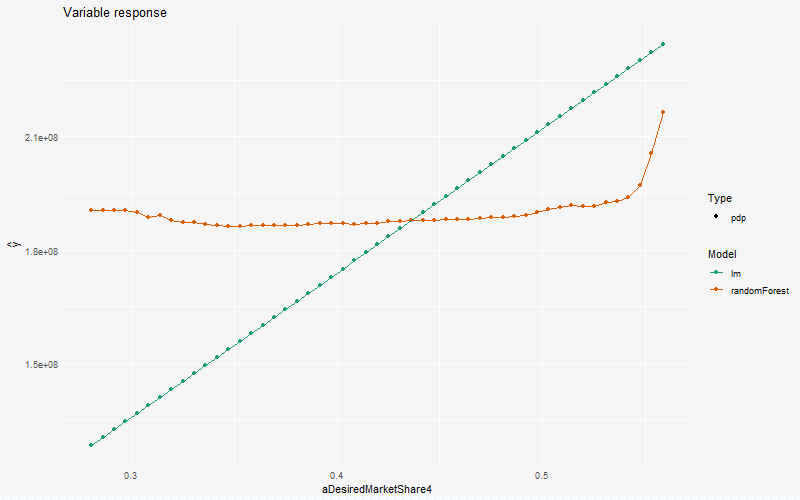 Variable response
2.1e+08
1.8e+08
1.5e+08
ŷ
0.3
0.4
0.5
aDesiredMarketShare4
Type
pdp
Model
lm
randomForest